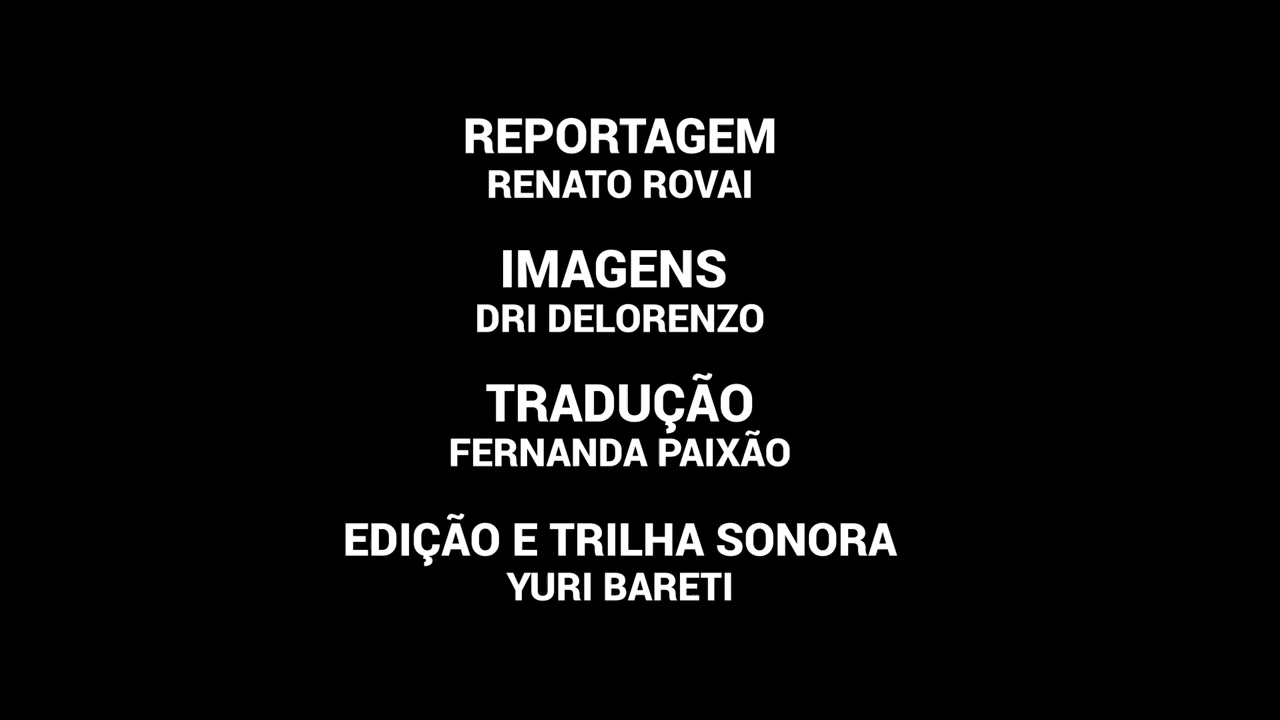 REPORTAGEM
RENATO ROVAI
IMAGENS
DRI DELORENZO
TRADUÇÃO
FERNANDA PAIXÃO
EDIÇÃO E TRILHA SONORA
YURI BARETI